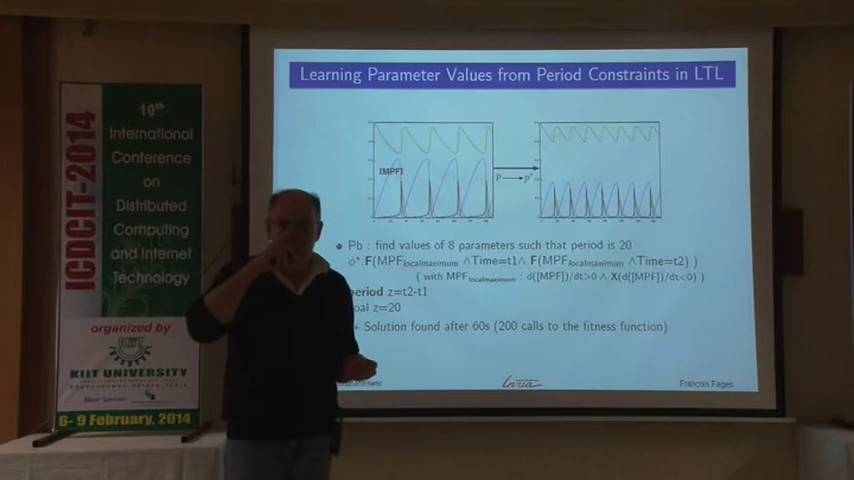 ICDCIT-2014
10th
International
Conference
on
Distributed
Computing
and Internet
Technology
organized by
KIIT UNIVERSITY
6-9 February, 2014
Learning Parameter Values from Period Constraints in LTL
[MPF]
p → p*
Pb : find values of 8 parameters such that period is 20
ϕ*:F(MPFlocalmaximum ∧Time=t1∧ F(MPFlocalmaximum ∧Time=t2) )
( with MPFlocalmaximum : d([MPF])/dt>0 ∧ X(d([MPF])/dt<0) )
period z=t2-t1
oal z=20
Solution found after 60s (200 calls to the fitness function)
Inria
François Fages